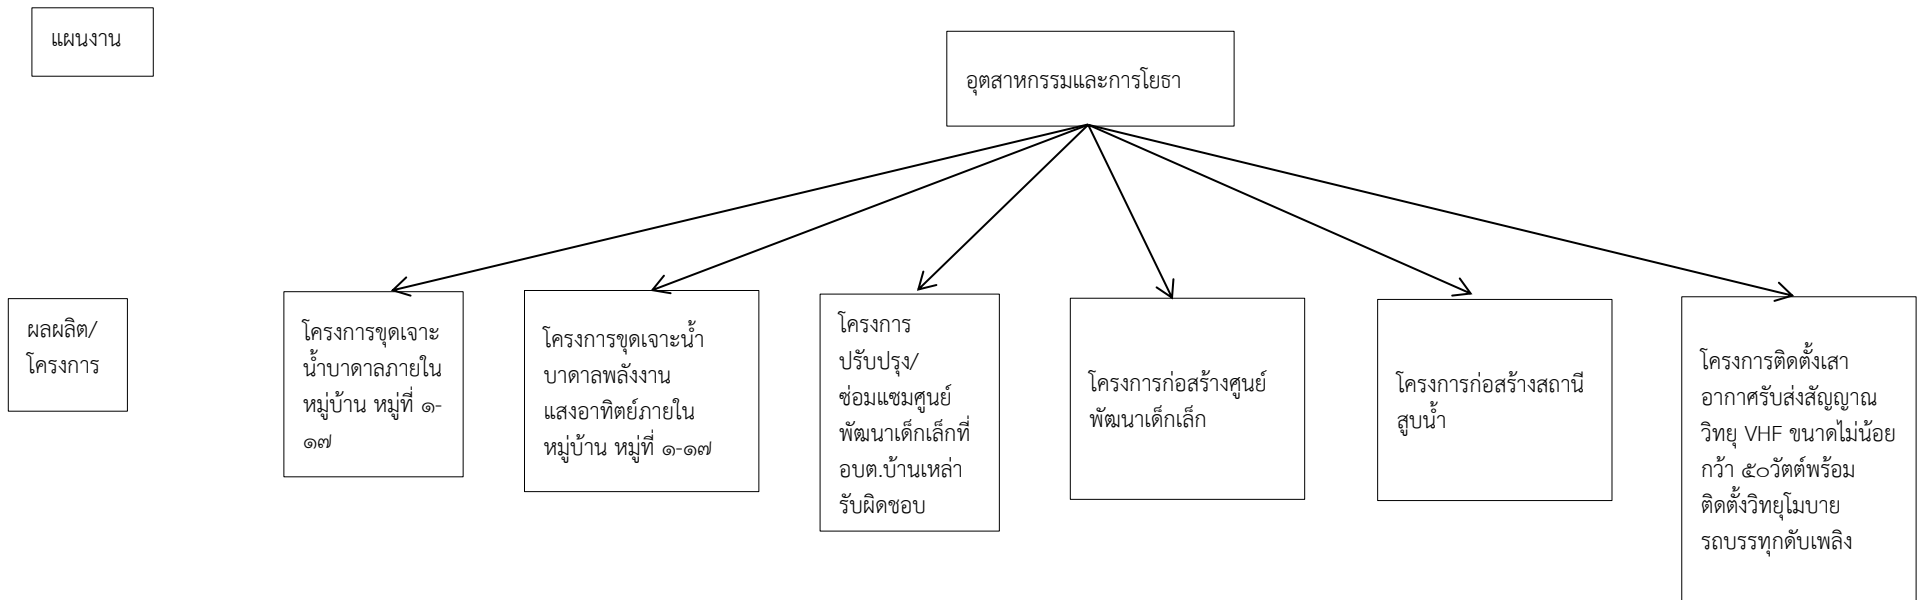 แผนงาน
อุตสาหกรรมและการโยธา
ผลผลิต/
โครงการ
โครงการขุดเจาะ
น้ำบาดาลภายใน
หมู่บ้าน หมู่ที่ ๑-
๑๗
โครงการขุดเจาะน้ำ
บาดาลพลังงาน
แสงอาทิตย์ภายใน
หมู่บ้าน หมู่ที่ ๑-๑๗
โครงการ
ปรับปรุง/
ซ่อมแซมศูนย์
พัฒนาเด็กเล็กที่
อบต.บ้านเหล่า
รับผิดชอบ
โครงการก่อสร้างศูนย์
พัฒนาเด็กเล็ก
โครงการก่อสร้างสถานี
สูบน้ำ
โครงการติดตั้งเสา
อากาศรับส่งสัญญาณ
วิทยุ VHF ขนาดไม่น้อย
กว้า ๕๐วัตต์พร้อม
ติดตั้งวิทยุโมบาย
รถบรรทุกดับเพลิง